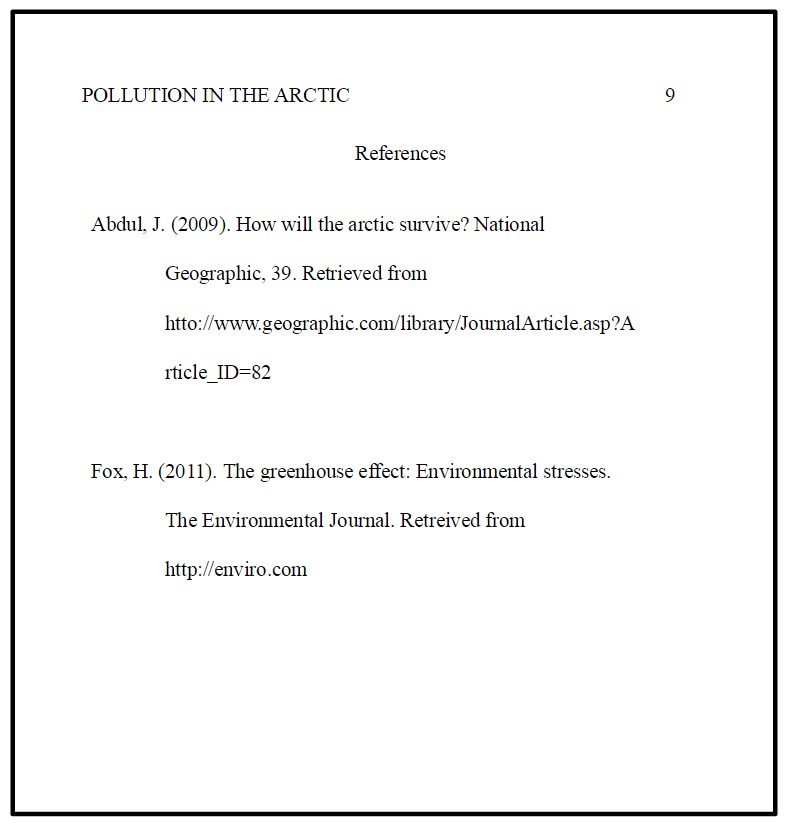 POLLUTION IN THE ARCTIC 9
References
Abdul, J. (2009). How will the arctic survive? National
Geographic, 39. Retrieved from
htto://www.geographic.com/library/JournalArticle.asp?A
rticle_ID=82
Fox, H. (2011). The greenhouse effect: Environmental stresses.
The Environmental Journal. Retreived from
http://enviro.com